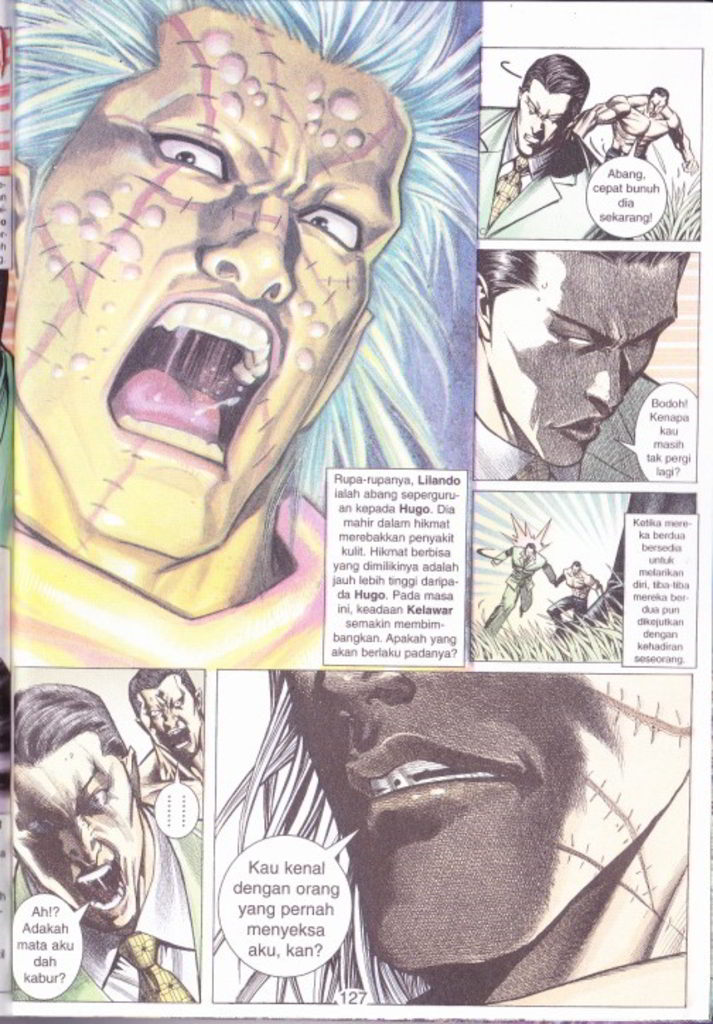 Abang,
cepat bunuh
dia
sekarang!
Bodoh!
Kenapa
kau
masih
tak pergi
lagi?
Rupa-rupanya, Lilando
ialah abang seperguru-
an kepada Hugo. Dia
mahir dalam hikmat
merebakkan penyakit
kulit. Hikmat berbisa
yang dimilikinya adalah
jauh lebih tinggi daripa-
da Hugo. Pada masa
ini, keadaan Kelawar
semakin membim-
bangkan. Apakah yang
akan berlaku padanya?
Ketika mere-
ka berdua
bersedia
untuk
melarikan
diri, tiba-tiba
mereka ber-
dua pun
dikejutkan
dengan
kehadiran
seseorang.
Ah!?
Adakah
mata aku
dah
kabur?
Kau kenal
dengan orang
yang pernah
menyeksa
aku, kan?
127